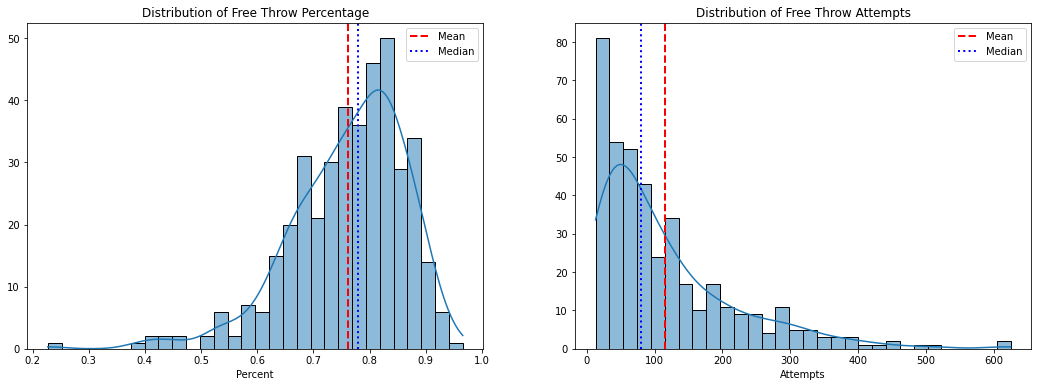 Distribution of Free Throw Percentage
Mean
Median
50
40
30
20
10
0
0.2 0.3 0.4 0.5 0.6 0.7 0.8 0.9 1.0
Percent
Distribution of Free Throw Attempts
Mean
Median
80
70
60
50
40
30
20
10
0
0 100 200 300 400 500 600
Attempts